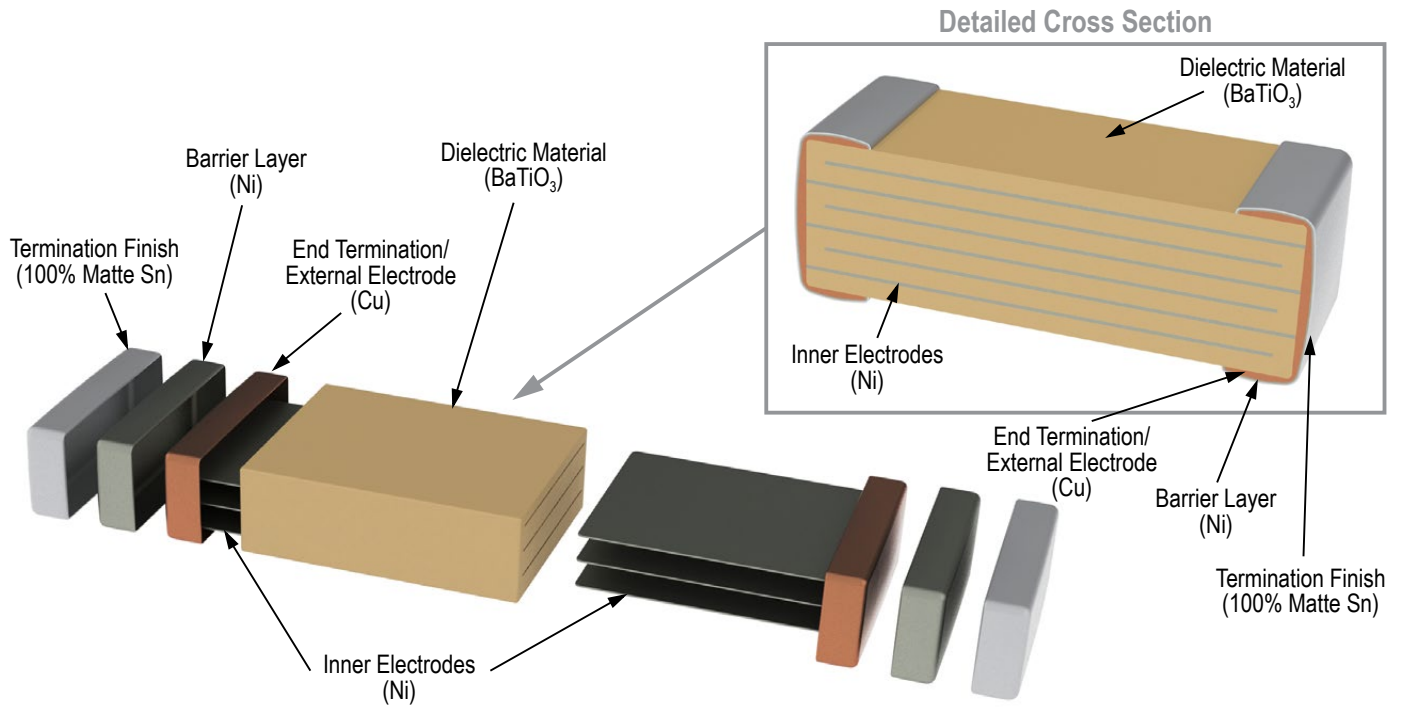 Detailed Cross Section
Dielectric Material
(BaTiO₃)
Inner Electrodes
(Ni)
End Termination/
External Electrode
(Cu)
Barrier Layer
(Ni)
Termination Finish
(100% Matte Sn)
Termination Finish
(100% Matte Sn)
Barrier Layer
(Ni)
End Termination/
External Electrode
(Cu)
Dielectric Material
(BaTiO₃)
Inner Electrodes
(Ni)